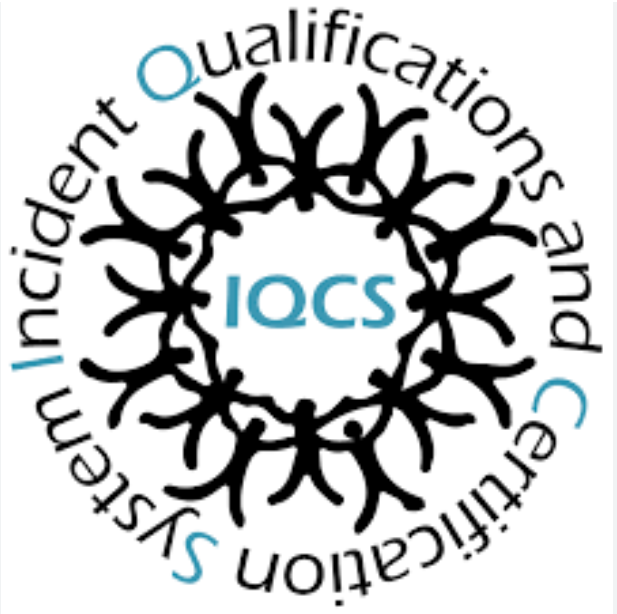 Incident Qualifications and Certification System
IQCS